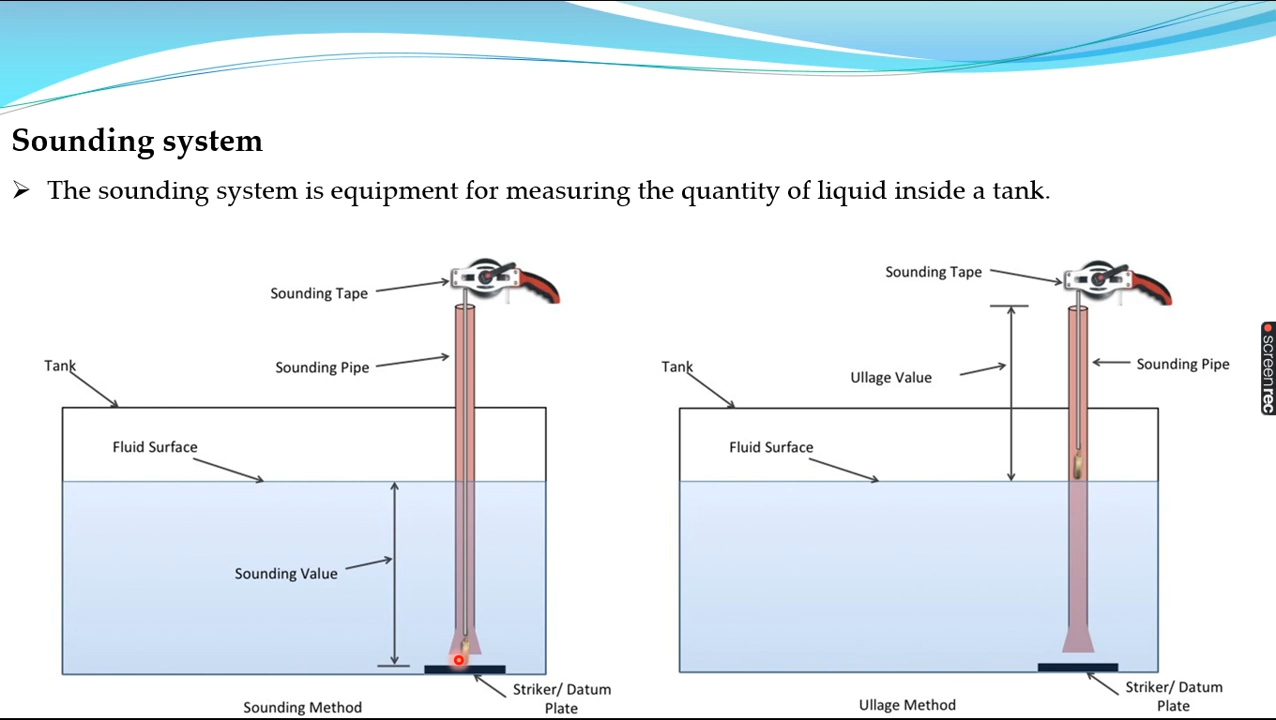 Sounding system
➢ The sounding system is equipment for measuring the quantity of liquid inside a tank.
Sounding Tape
Sounding Pipe
Tank
Fluid Surface
Sounding Value
Striker/ Datum
Plate
Sounding Method
Sounding Tape
Sounding Pipe
Ullage Value
Tank
Fluid Surface
Striker/ Datum
Plate
Ullage Method
screenrec